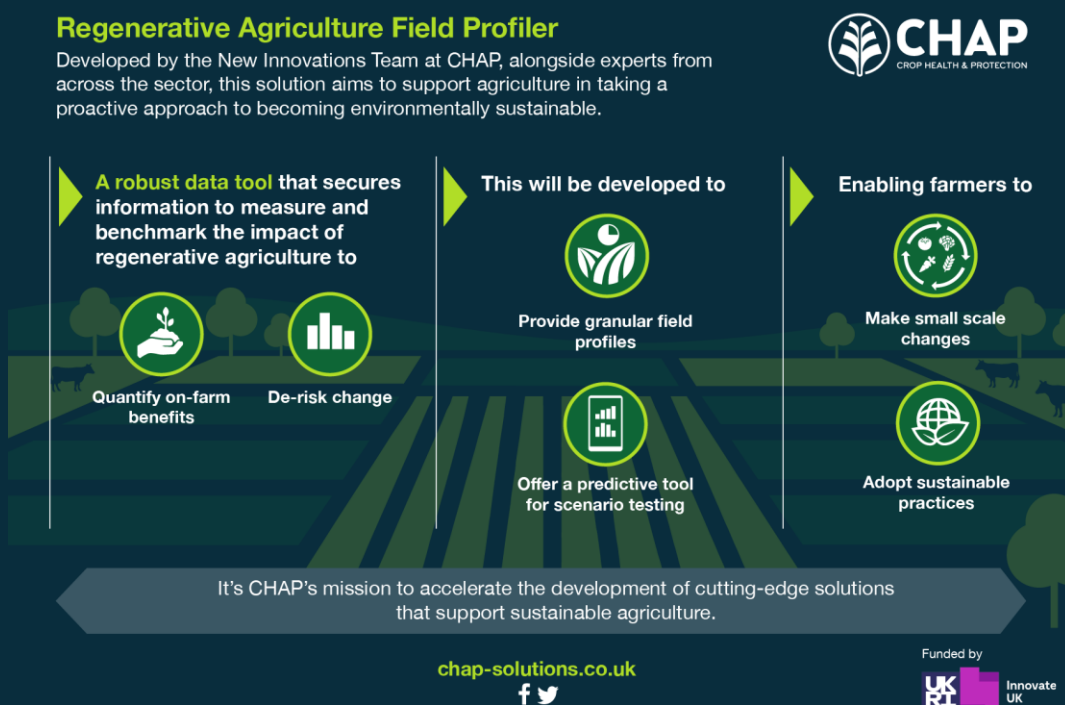 Regenerative Agriculture Field Profiler
Developed by the New Innovations Team at CHAP, alongside experts from
across the sector, this solution aims to support agriculture in taking a
proactive approach to becoming environmentally sustainable.
CHAP
CROP HEALTH & PROTECTION
A robust data tool that secures
information to measure and
benchmark the impact of
regenerative agriculture to
Quantify on-farm
benefits
De-risk change
This will be developed to
Provide granular field
profiles
Offer a predictive tool
for scenario testing
Enabling farmers to
Make small scale
changes
Adopt sustainable
practices
It’s CHAP’s mission to accelerate the development of cutting-edge solutions
that support sustainable agriculture.
chap-solutions.co.uk
Funded by
UK
RI
Innovate
UK